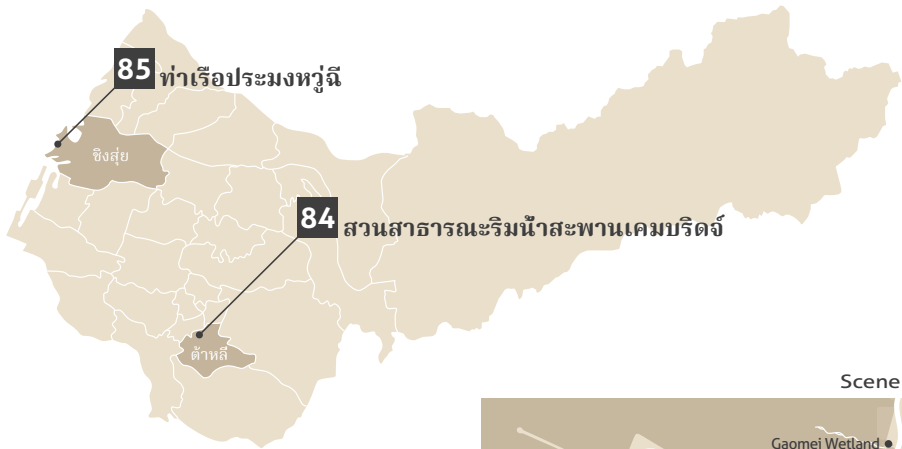 85 ท่าเรือประมงหวู่ฉี
ชิงสุ่ย
84 สวนสาธารณะริมน้ำสะพานเคมบริดจ์
ต้าหลี่
Scene
Gaomei Wetland